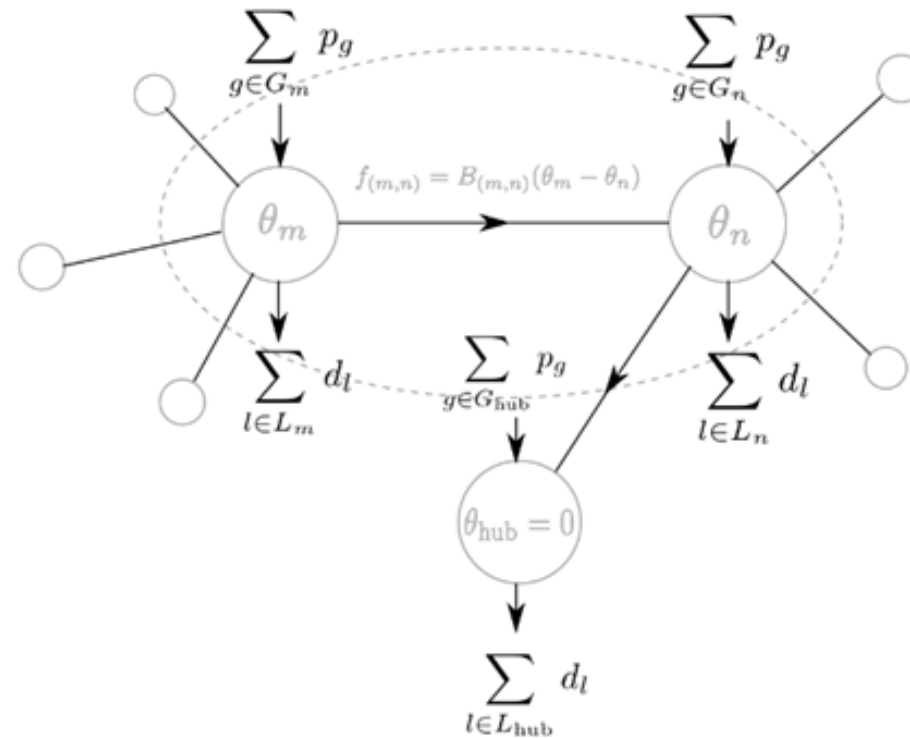 ∑_{g∈G_m} p_g
∑_{g∈G_n} p_g
f_{(m,n)} = B_{(m,n)}(θ_m − θ_n)
θ_m
θ_n
∑_{l∈L_m} d_l
∑_{g∈G_hub} p_g
∑_{l∈L_n} d_l
θ_hub = 0
∑_{l∈L_hub} d_l